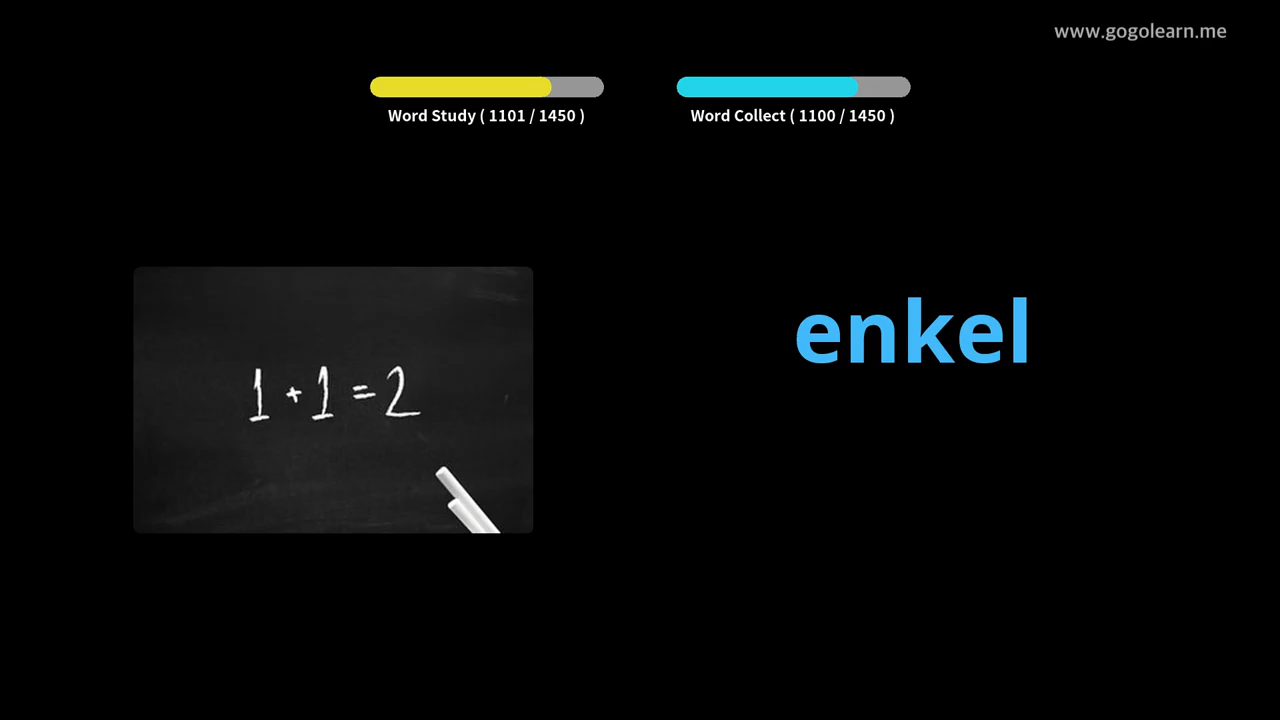 www.gogolearn.me
Word Study ( 1101 / 1450 )
Word Collect ( 1100 / 1450 )
enkel
1 + 1 = 2